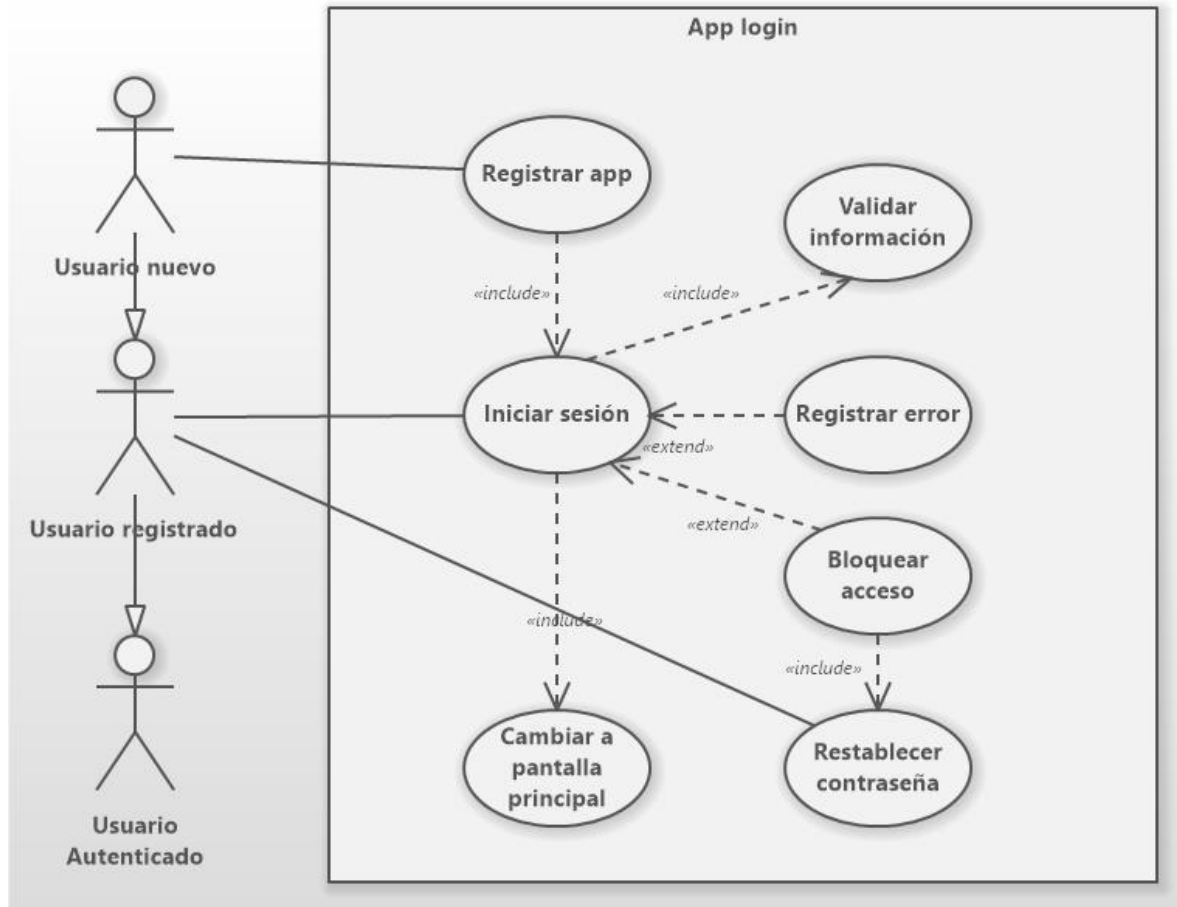 App login
Registrar app
Validar
información
Usuario nuevo
«include»
«include»
Iniciar sesión
Registrar error
«extend»
Usuario registrado
«extend»
Bloquear
acceso
«include»
«include»
Cambiar a
pantalla
principal
Restablecer
contraseña
Usuario
Autenticado